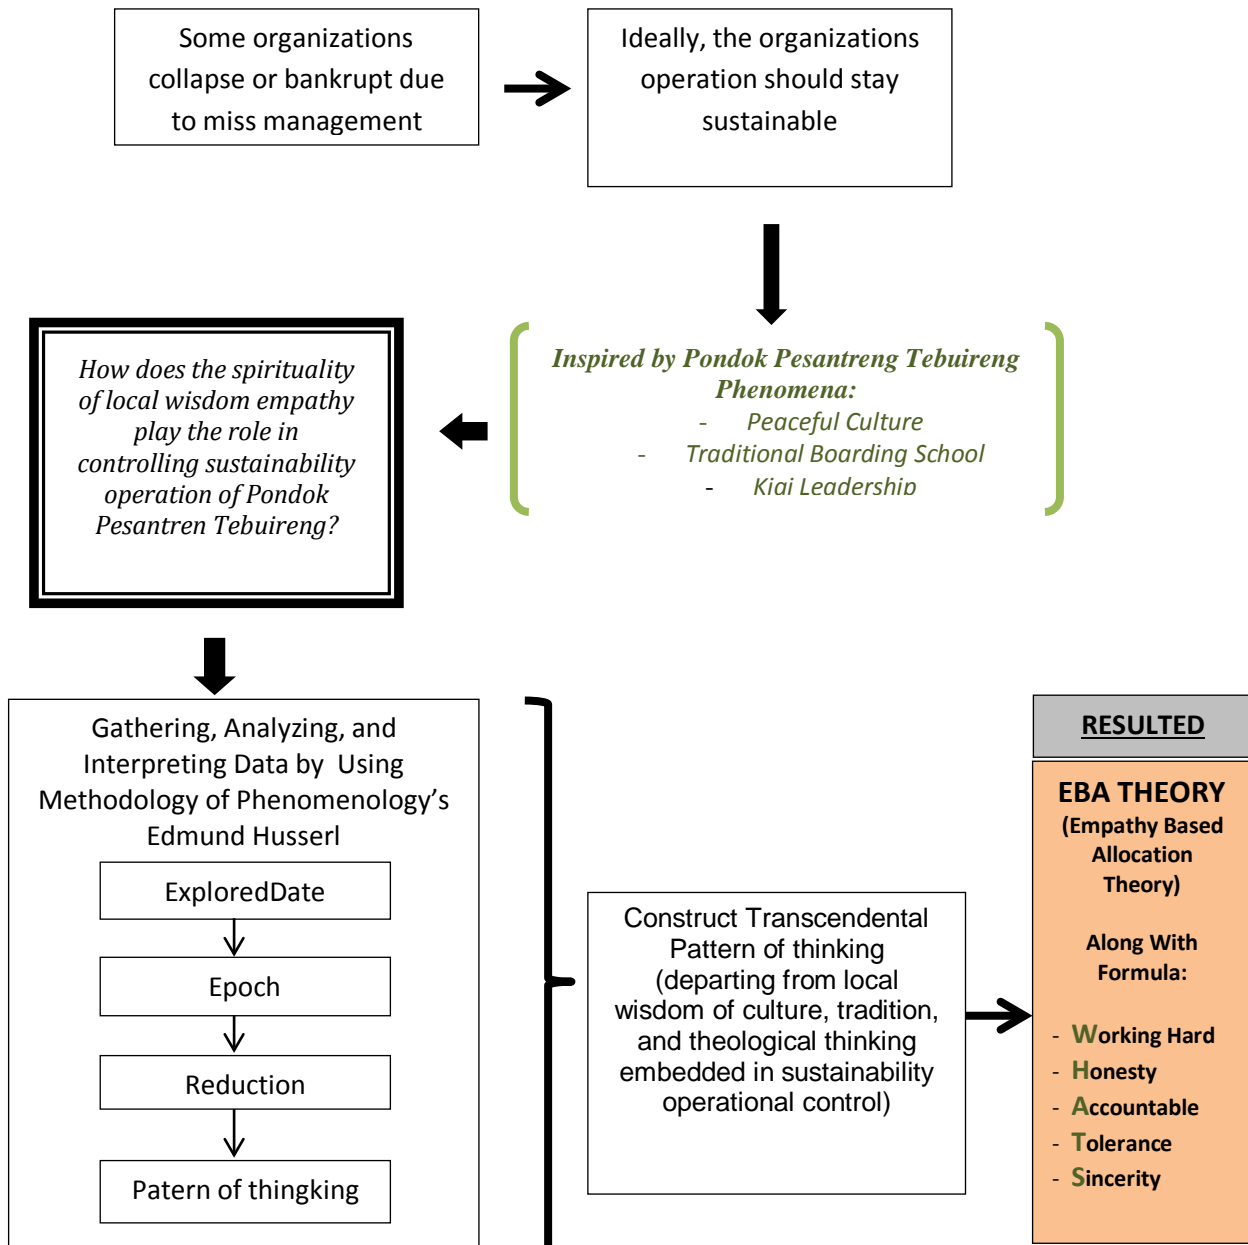 Some organizations
collapse or bankrupt due
to miss management
Ideally, the organizations
operation should stay
sustainable
Inspired by Pondok Pesantreng Tebuireng
Phenomena:
- Peaceful Culture
- Traditional Boarding School
- Kiai Leadership
How does the spirituality
of local wisdom empathy
play the role in
controlling sustainability
operation of Pondok
Pesantren Tebuireng?
Gathering, Analyzing, and
Interpreting Data by Using
Methodology of Phenomenology’s
Edmund Husserl
ExploredDate
Epoch
Reduction
Patern of thingking
Construct Transcendental
Pattern of thinking
(departing from local
wisdom of culture, tradition,
and theological thinking
embedded in sustainability
operational control)
RESULTED
EBA THEORY
(Empathy Based
Allocation
Theory)
Along With
Formula:
- Working Hard
- Honesty
- Accountable
- Tolerance
- Sincerity